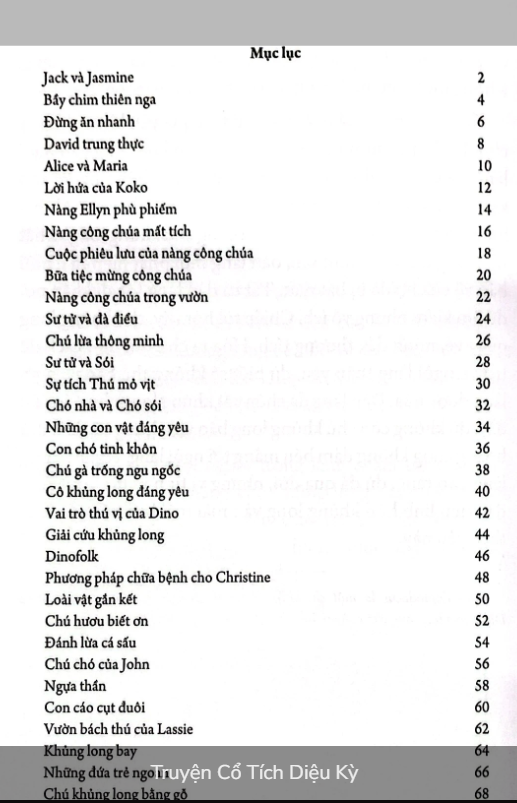 Mục lục
Jack và Jasmine 2
Bầy chim thiên nga 4
Đừng ăn nhanh 6
David trung thực 8
Alice và Maria 10
Lời hứa của Koko 12
Nàng Ellyn phù phiếm 14
Nàng công chúa mất tích 16
Cuộc phiêu lưu của nàng công chúa 18
Bữa tiệc mừng công chúa 20
Nàng công chúa trong vườn 22
Sư tử và đà điểu 24
Chú lừa thông minh 26
Sư tử và Sói 28
Sự tích Thú mỏ vịt 30
Chó nhà và Chó sói 32
Những con vật đáng yêu 34
Con chó tinh khôn 36
Chú gà trống ngu ngốc 38
Cô khủng long đáng yêu 40
Vai trò thú vị của Dino 42
Giải cứu khủng long 44
Dinofolk 46
Phương pháp chữa bệnh cho Christine 48
Loài vật gắn kết 50
Chú hươu biết ơn 52
Đánh lừa cá sấu 54
Chú chó của John 56
Ngựa thần 58
Con cáo cụt đuôi 60
Vườn bách thú của Lassie 62
Khủng long bay 64
Những đứa trẻ ngoan 66
Truyện Cổ Tích Diệu Kỳ
Chú khủng long bằng gỗ 68